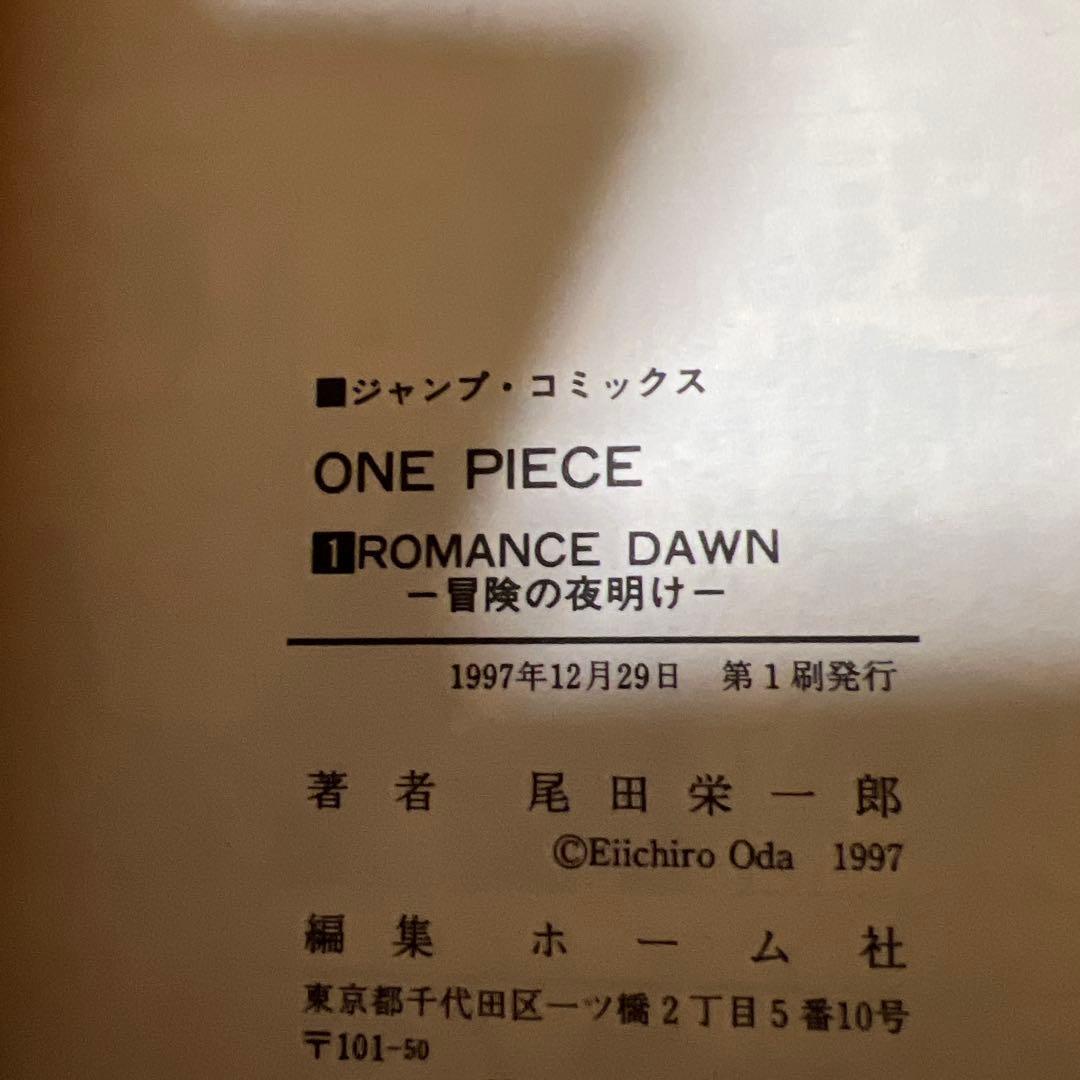 ■ジャンプ・コミックス
ONE PIECE
1 ROMANCE DAWN
ー冒険の夜明けー
1997年12月29日　第1刷発行
著者　尾田栄一郎
©Eiichiro Oda　1997
編集　ホーム社
東京都千代田区一ツ橋2丁目5番10号
〒101-50